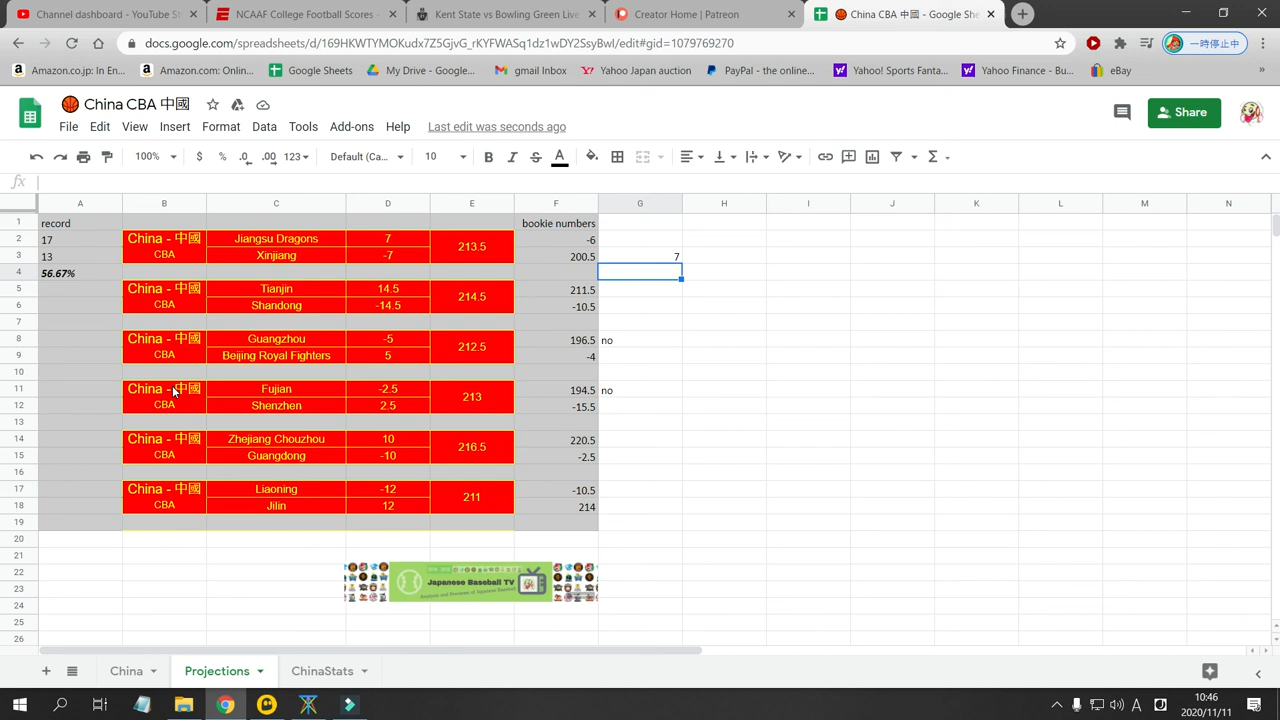 Channel dashboard - YouTube St
NCAAF College Football Scores -
Kent State vs Bowling Green Live
Creator Home | Patreon
China CBA 中國 - Google She
docs.google.com/spreadsheets/d/169HKWTYMOKudx7Z5GjvG_rKYFWASq1dz1wDY2SsyBwI/edit#gid=1079769270
一時停止中
Amazon.co.jp: In En...
Amazon.com: Onlin...
Google Sheets
My Drive - Google...
gmail Inbox
Yahoo Japan auction
PayPal - the online...
Yahoo! Sports Fanta...
Yahoo Finance - Bu...
eBay
China CBA 中國
File Edit View Insert Format Data Tools Add-ons Help Last edit was seconds ago
Share
100% $ % .0 .00 123 Default (Ca... 10 B I S A
fx
A B C D E F G H I J K L M N
1 record bookie numbers
2 17 China - 中國 Jiangsu Dragons 7 213.5 -6
3 13 CBA Xinjiang -7 200.5 7
4 56.67%
5 China - 中國 Tianjin 14.5 214.5 211.5
6 CBA Shandong -14.5 -10.5
7
8 China - 中國 Guangzhou -5 212.5 196.5 no
9 CBA Beijing Royal Fighters 5 -4
10
11 China - 中國 Fujian -2.5 213 194.5 no
12 CBA Shenzhen 2.5 -15.5
13
14 China - 中國 Zhejiang Chouzhou 10 216.5 220.5
15 CBA Guangdong -10 -2.5
16
17 China - 中國 Liaoning -12 211 -10.5
18 CBA Jilin 12 214
19
20
21
22
23
24
25
26
Japanese Baseball TV
Analysis and Previews of Japanese Baseball
China Projections ChinaStats
A
10:46
2020/11/11